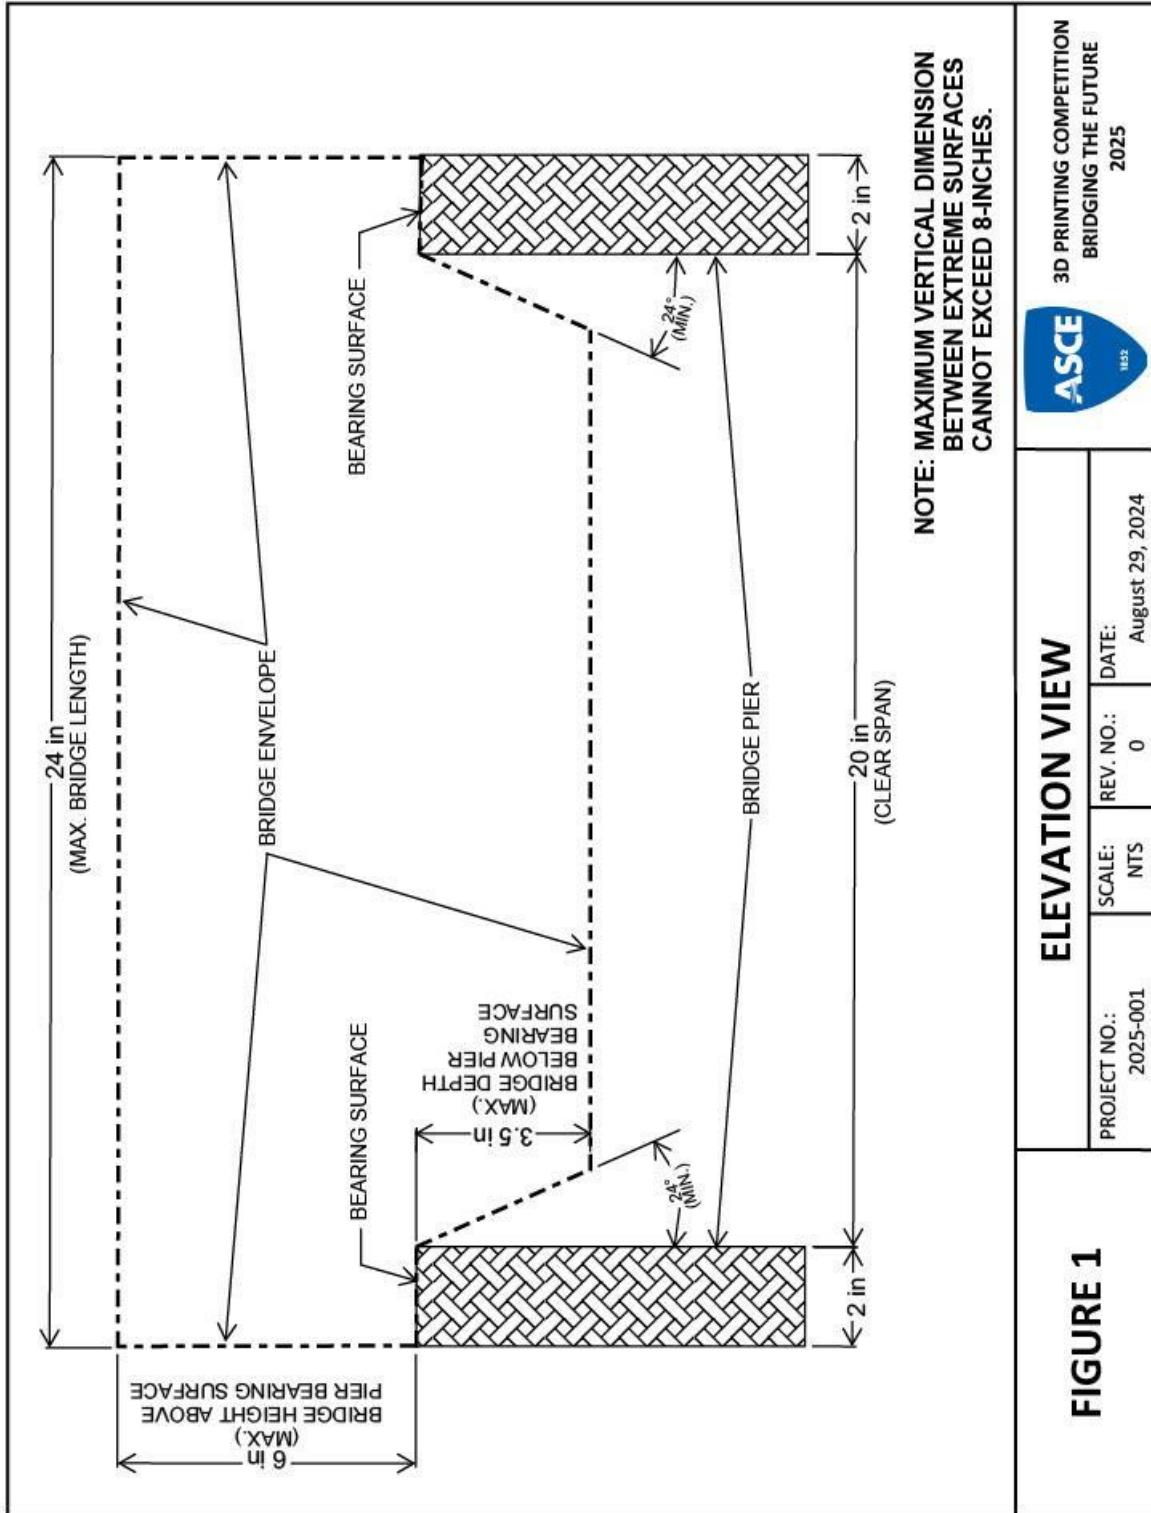 24 in
(MAX. BRIDGE LENGTH)
6 in
(MAX.)
BRIDGE HEIGHT ABOVE
PIER BEARING SURFACE
BRIDGE ENVELOPE
BEARING SURFACE
BEARING SURFACE
3.5 in
(MAX.)
BRIDGE DEPTH
BELOW PIER
BEARING
SURFACE
24°
(MIN.)
24°
(MIN.)
BRIDGE PIER
2 in
20 in
(CLEAR SPAN)
2 in
NOTE: MAXIMUM VERTICAL DIMENSION
BETWEEN EXTREME SURFACES
CANNOT EXCEED 8-INCHES.
FIGURE 1
ELEVATION VIEW
PROJECT NO.:
2025-001
SCALE:
NTS
REV. NO.:
0
DATE:
August 29, 2024
ASCE
1852
3D PRINTING COMPETITION
BRIDGING THE FUTURE
2025